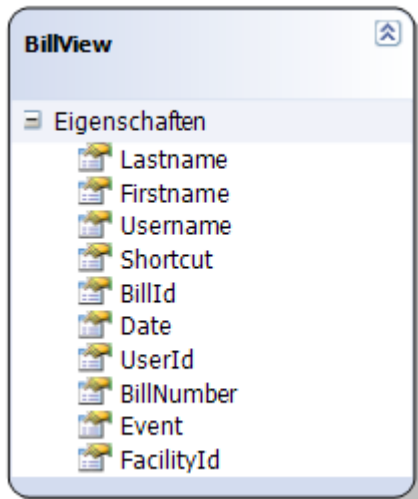 BillView
Eigenschaften
Lastname
Firstname
Username
Shortcut
BillId
Date
UserId
BillNumber
Event
FacilityId